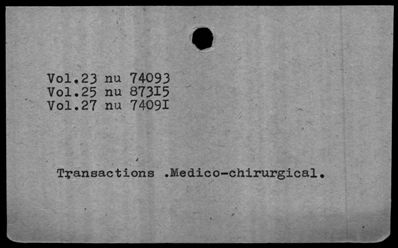 Vol.23 nu 74093
Vol.25 nu 87315
Vol.27 nu 74091
Transactions .Medico-chirurgical.